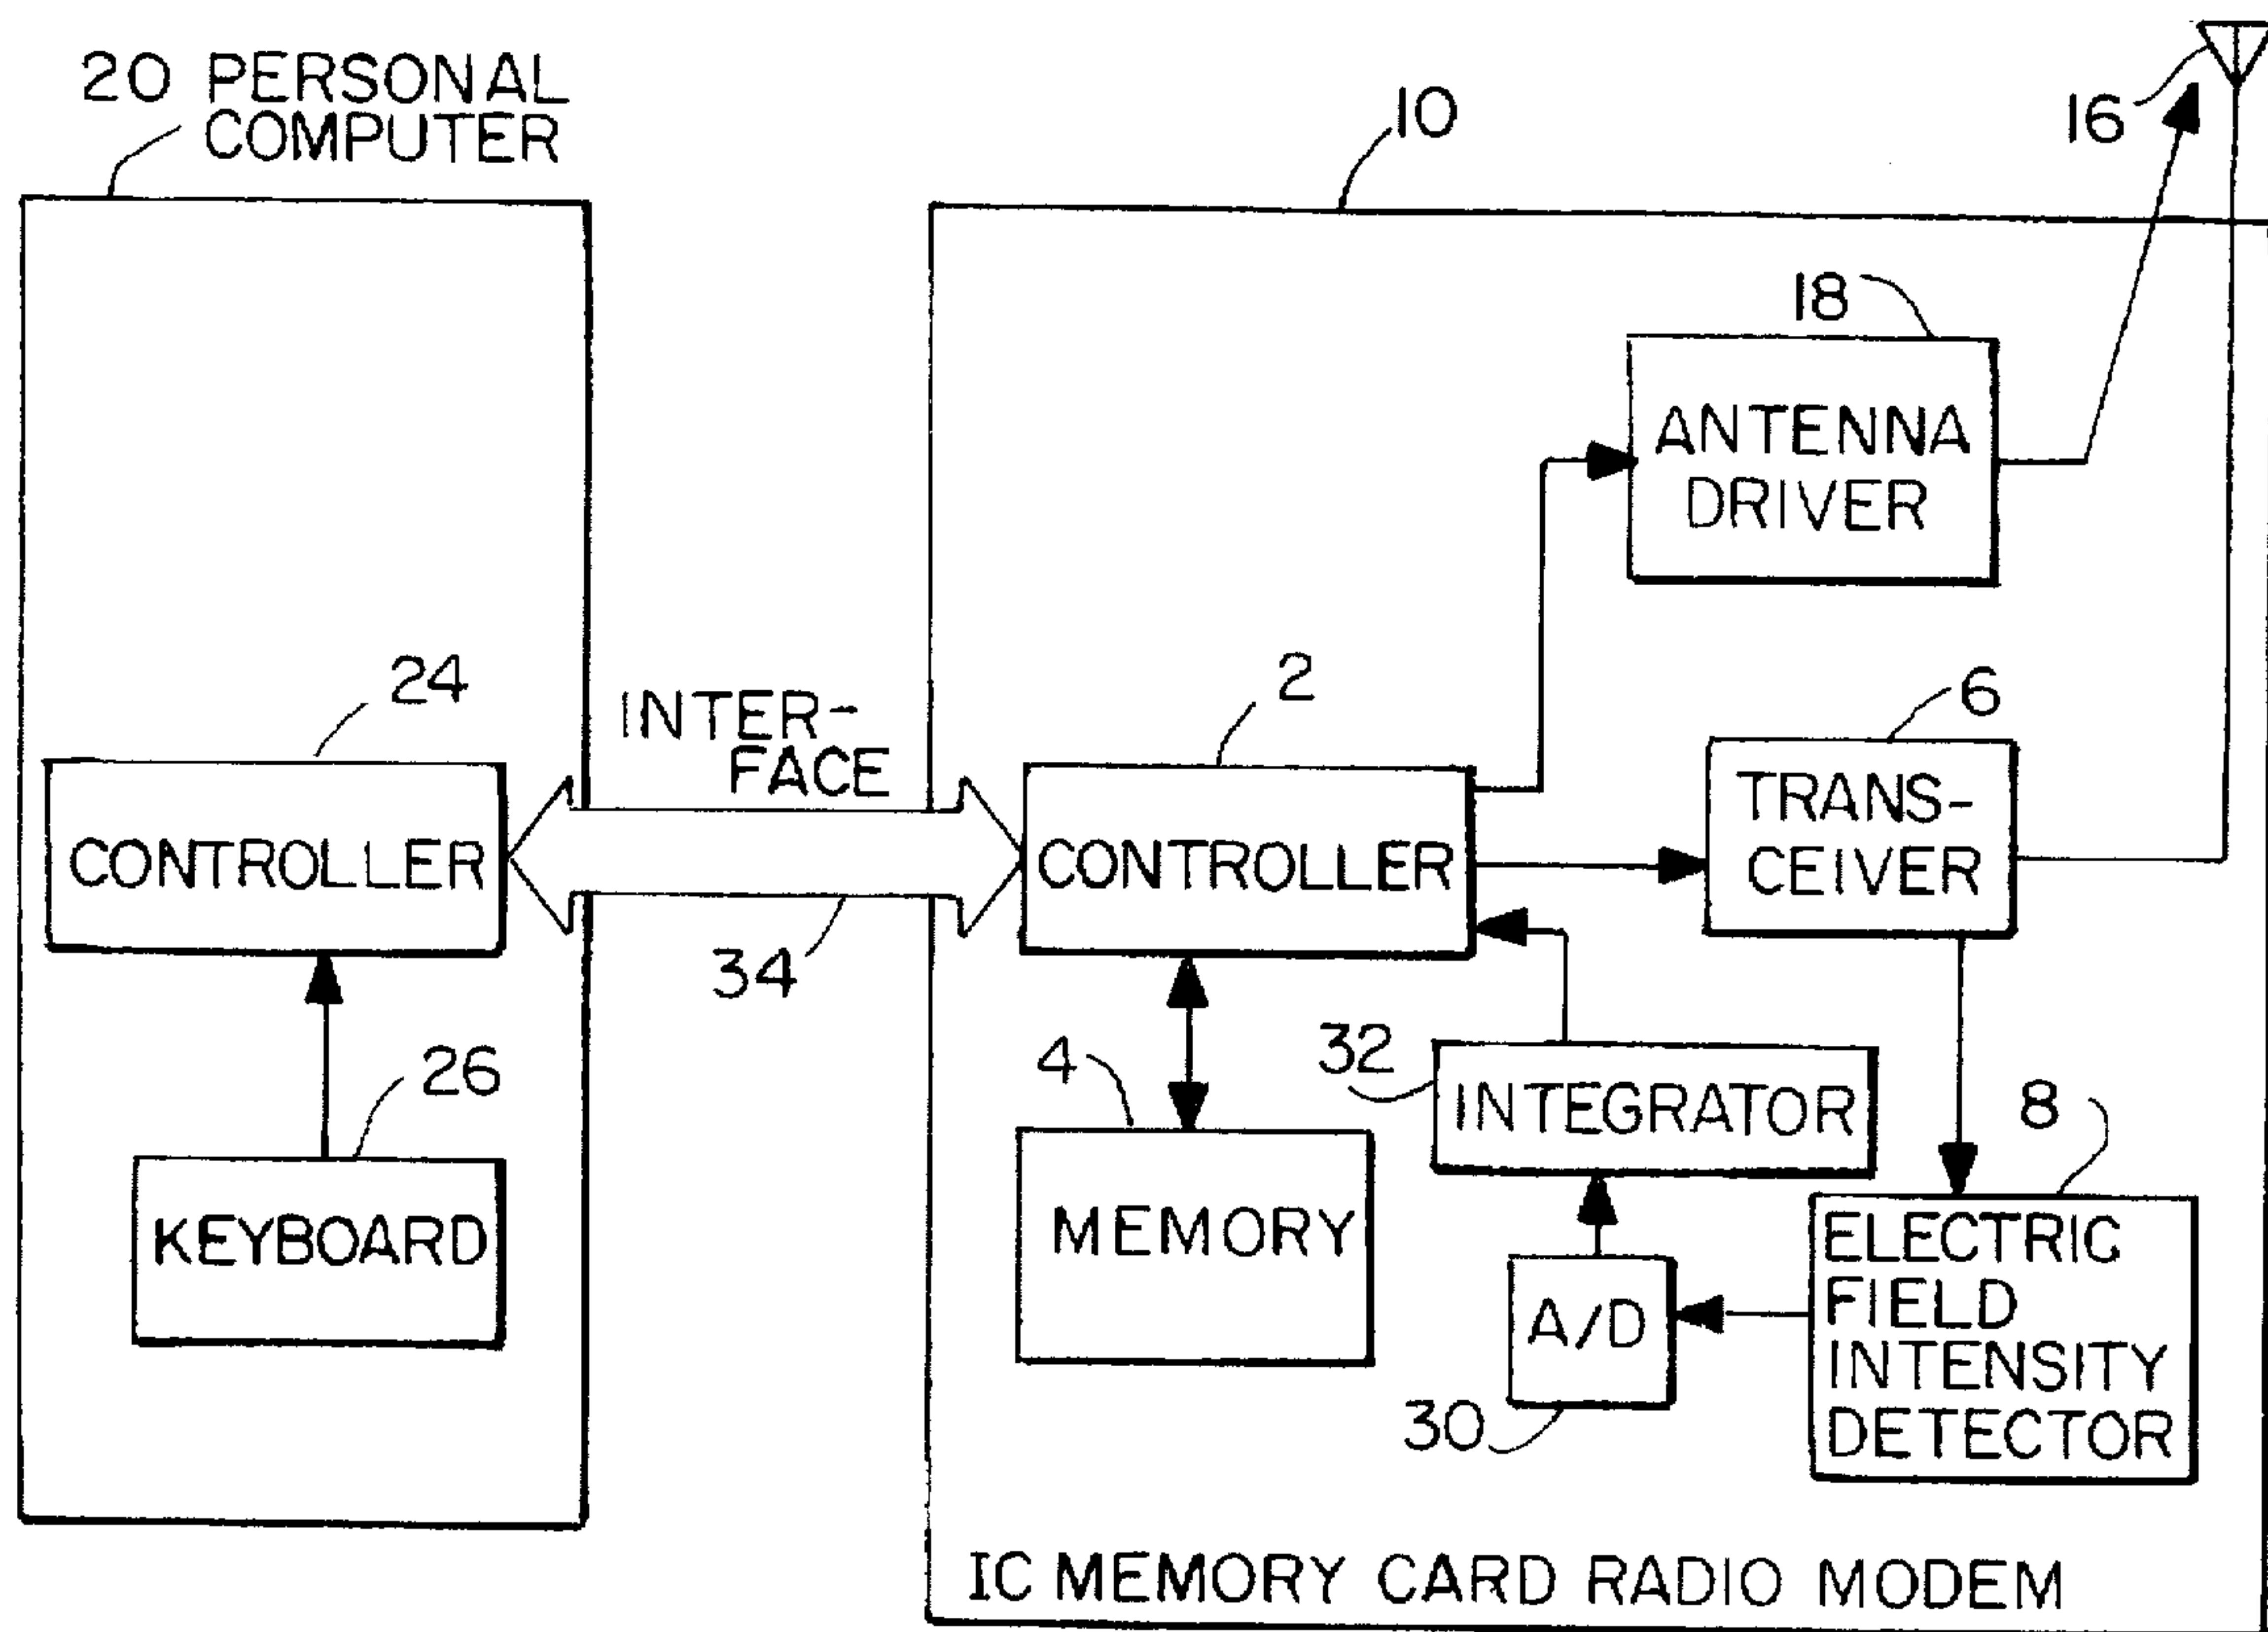 20 PERSONAL
COMPUTER
10
16
18
ANTENNA
DRIVER
24
INTER-
FACE
2
6
CONTROLLER
CONTROLLER
TRANS-
CEIVER
34
26
4
32
INTEGRATOR
8
KEYBOARD
MEMORY
A/D
30
ELECTRIC
FIELD
INTENSITY
DETECTOR
IC MEMORY CARD RADIO MODEM